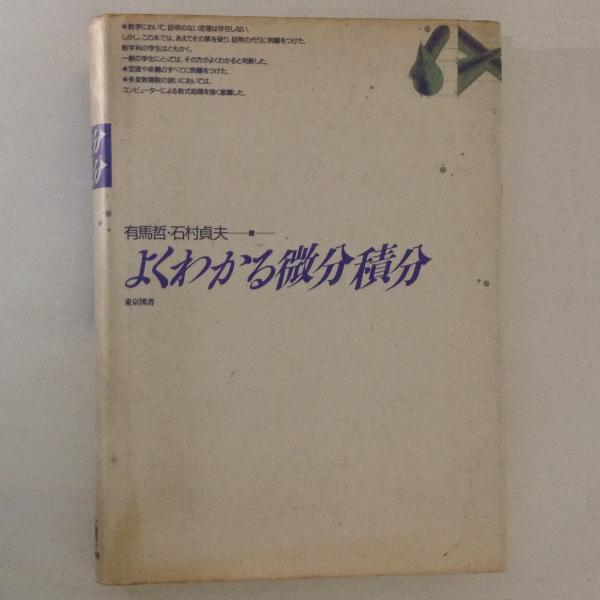 ●数学において、証明のない定理は存在しない。
しかし、この本では、あえてその禁を破り、証明の代りに例題をつけた。
数学科の学生はともかく、
一般の学生にとっては、その方がよくわかると判断した。
●定理や命題のすべてに例題をつけた。
●多変数関数の扱いにおいては、
コンピューターによる数式処理を強く意識した。
有馬哲・石村貞夫—著—
よくわかる微分積分
東京図書
分
分